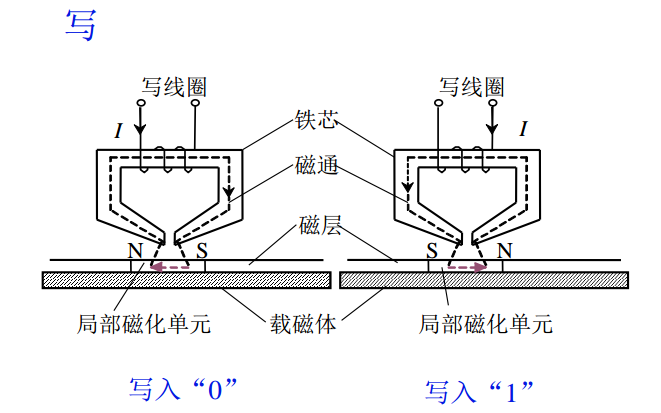 写
写线圈 写线圈
I 铁芯 I
磁通
磁层
N S S N
局部磁化单元 载磁体 局部磁化单元
写入“0” 写入“1”